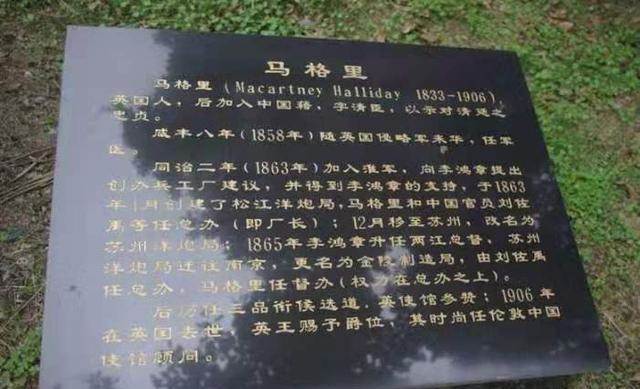 马格里
马格里（Macartney Halliday 1833-1906），
英国人，后加入中国籍，字清臣，以示对清廷之
忠贞。
咸丰八年（1858年）随英国侵略军来华，任军
医。
同治二年（1863年）加入淮军，向李鸿章提出
创办兵工厂建议，并得到李鸿章的支持，于1863
年 月创建了松江洋炮局，马格里和中国官员刘佐
禹等任总办（即厂长）；12月移至苏州，改名为
苏州洋炮局；1865年李鸿章升任两江总督，苏州
洋炮局迁往南京，更名为金陵制造局，由刘佐禹
任总办，马格里任督办（权力在总办之上）。
后历任三品衔候选道，英使馆参赞；1906年
在英国去世，英王赐予爵位，其时尚任伦敦中国
使馆顾问。